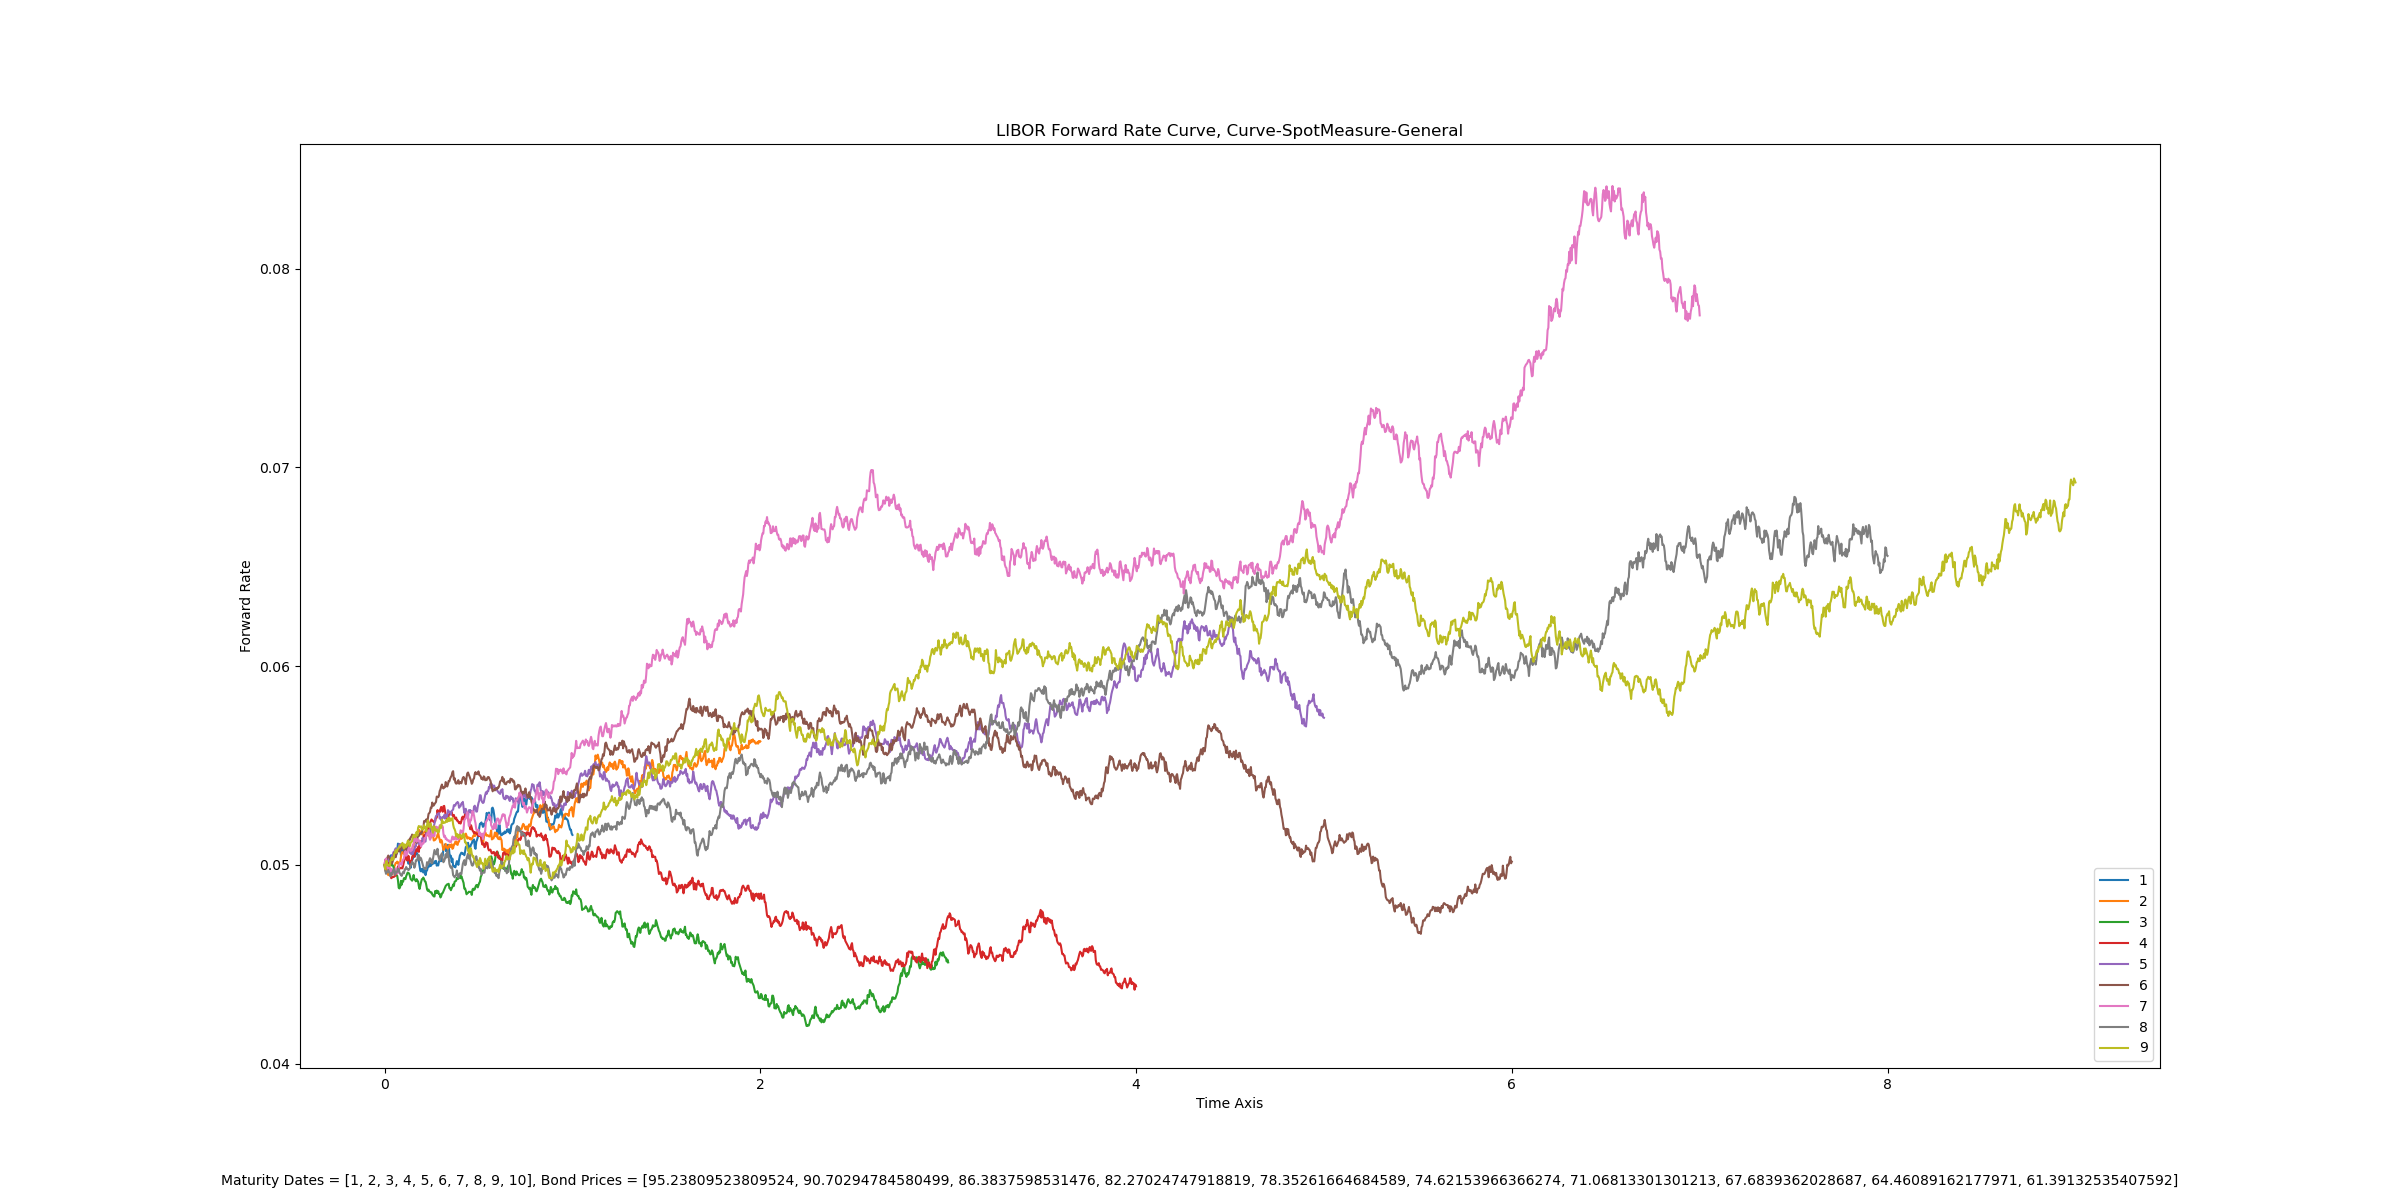 LIBOR Forward Rate Curve, Curve-SpotMeasure-General
Forward Rate
0.08
0.07
0.06
0.05
0.04
0 2 4 6 8
Time Axis
1
2
3
4
5
6
7
8
9
Maturity Dates = [1, 2, 3, 4, 5, 6, 7, 8, 9, 10], Bond Prices = [95.23809523809524, 90.70294784580499, 86.3837598531476, 82.27024747918819, 78.35261664684589, 74.62153966366274, 71.06813301301213, 67.6839362028687, 64.46089162177971, 61.39132535407592]